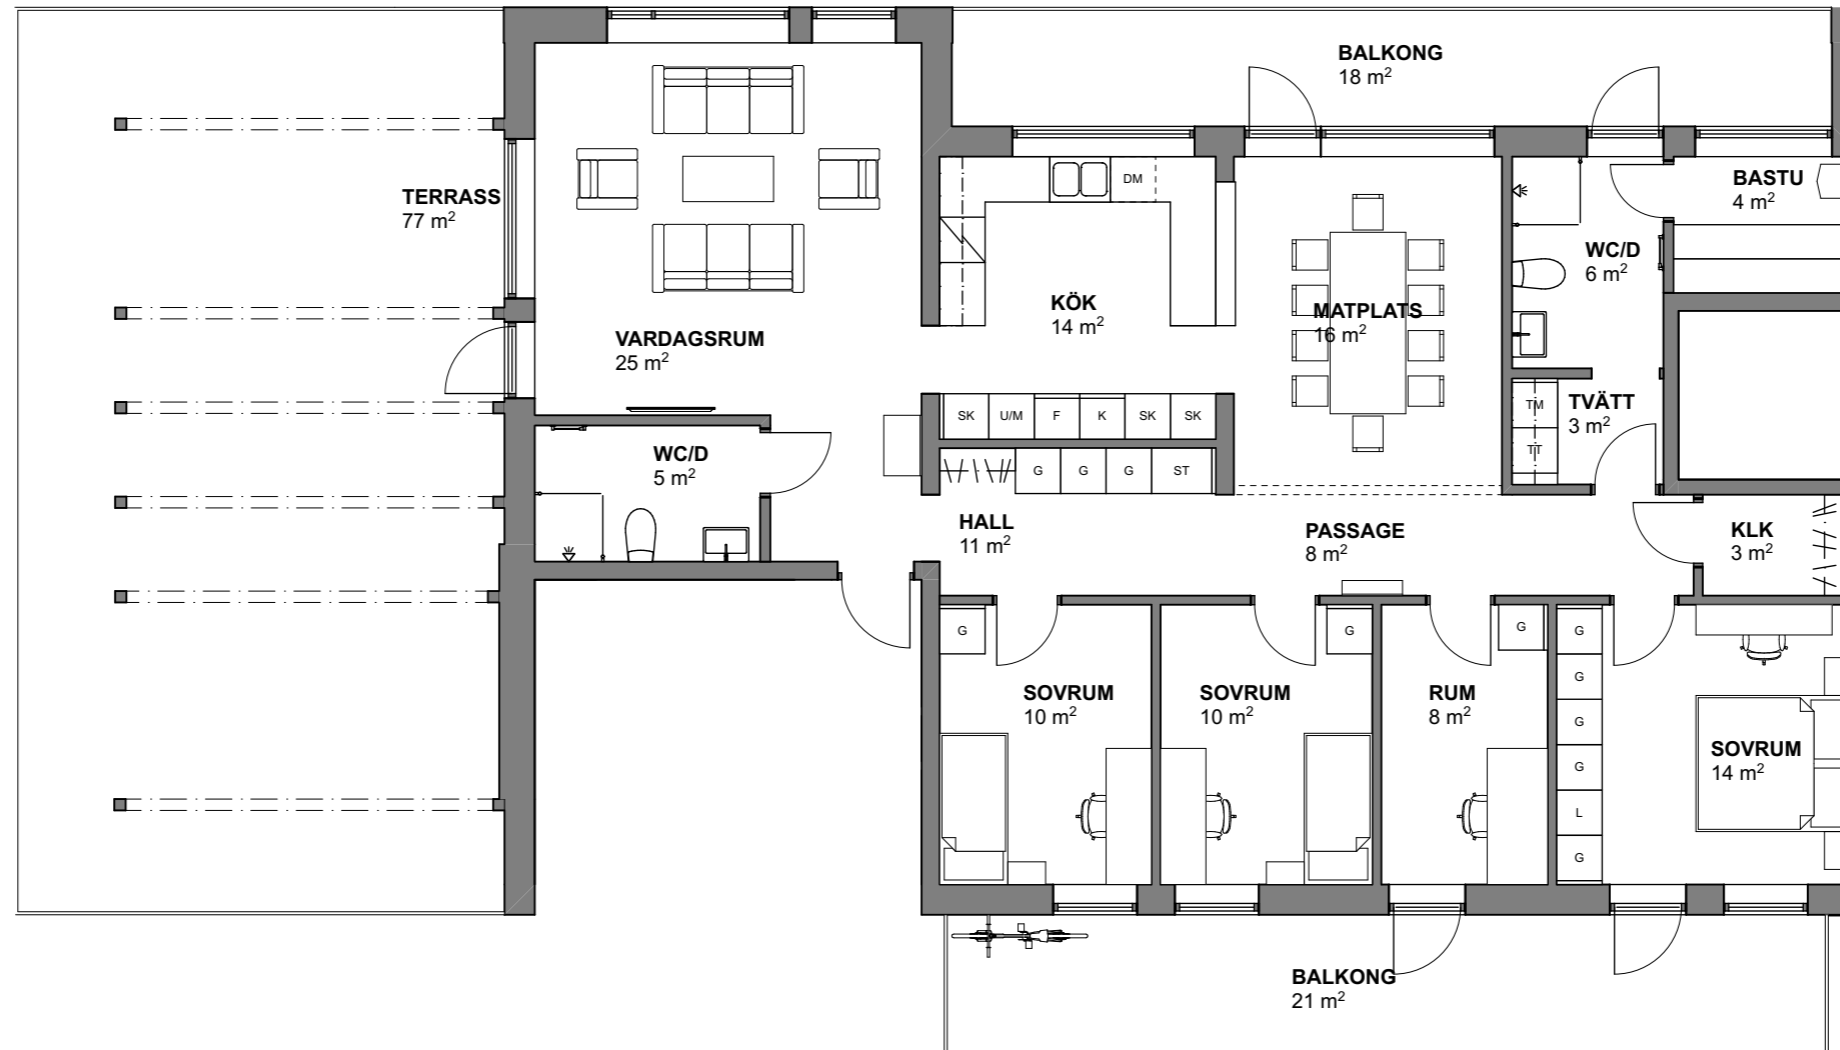 BALKONG
18 m²
TERRASS
77 m²
DM
BASTU
4 m²
WC/D
6 m²
KÖK
14 m²
MATPLATS
16 m²
VARDAGSRUM
25 m²
SK
U/M
F
K
SK
SK
TM
TT
TVÄTT
3 m²
WC/D
5 m²
G
G
G
ST
HALL
11 m²
PASSAGE
8 m²
KLK
3 m²
G
G
G
G
G
G
G
L
G
SOVRUM
10 m²
SOVRUM
10 m²
RUM
8 m²
SOVRUM
14 m²
BALKONG
21 m²